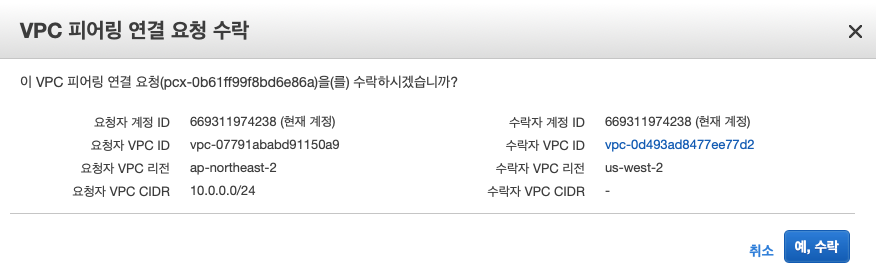 VPC 피어링 연결 요청 수락
이 VPC 피어링 연결 요청(pcx-0b61ff99f8bd6e86a)을(를) 수락하시겠습니까?
요청자 계정 ID 669311974238 (현재 계정) 수락자 계정 ID 669311974238 (현재 계정)
요청자 VPC ID vpc-07791ababd91150a9 수락자 VPC ID vpc-0d493ad8477ee77d2
요청자 VPC 리전 ap-northeast-2 수락자 VPC 리전 us-west-2
요청자 VPC CIDR 10.0.0.0/24 수락자 VPC CIDR -
취소 예, 수락